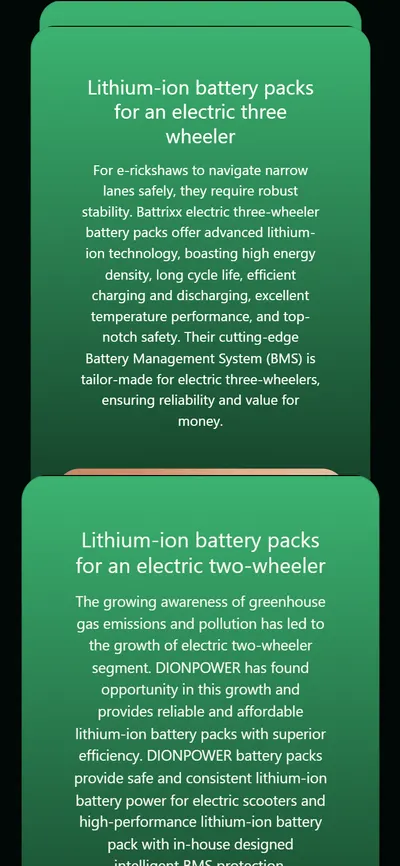 Lithium-ion battery packs
for an electric three
wheeler
For e-rickshaws to navigate narrow
lanes safely, they require robust
stability. Battrixx electric three-wheeler
battery packs offer advanced lithium-
ion technology, boasting high energy
density, long cycle life, efficient
charging and discharging, excellent
temperature performance, and top-
notch safety. Their cutting-edge
Battery Management System (BMS) is
tailor-made for electric three-wheelers,
ensuring reliability and value for
money.
Lithium-ion battery packs
for an electric two-wheeler
The growing awareness of greenhouse
gas emissions and pollution has led to
the growth of electric two-wheeler
segment. DIONPOWER has found
opportunity in this growth and
provides reliable and affordable
lithium-ion battery packs with superior
efficiency. DIONPOWER battery packs
provide safe and consistent lithium-ion
battery power for electric scooters and
high-performance lithium-ion battery
pack with in-house designed
intelligent BMS protection